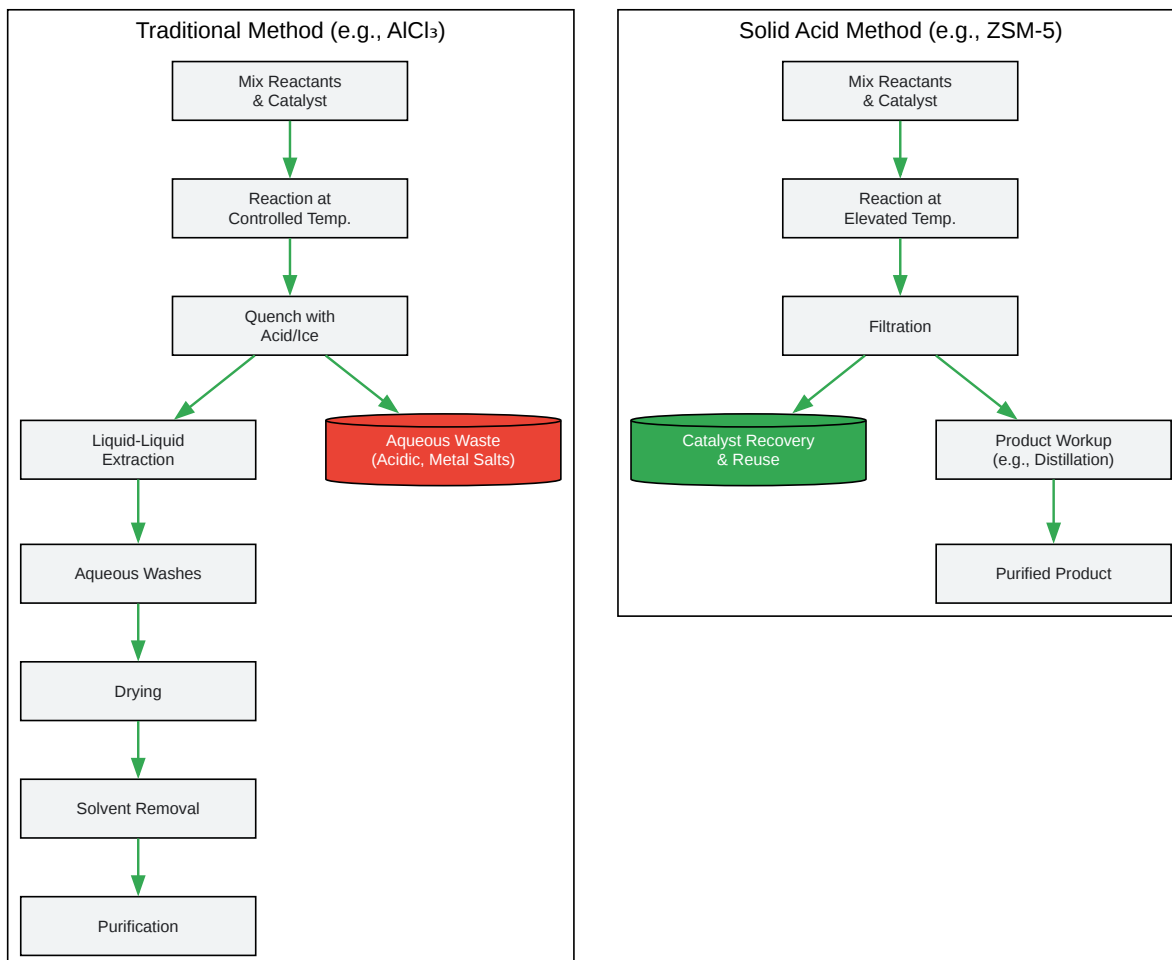 Traditional Method (e.g., AlCl₃)
Mix Reactants
& Catalyst
Reaction at
Controlled Temp.
Quench with
Acid/Ice
Liquid-Liquid
Extraction
Aqueous Waste
(Acidic, Metal Salts)
Aqueous Washes
Drying
Solvent Removal
Purification
Solid Acid Method (e.g., ZSM-5)
Mix Reactants
& Catalyst
Reaction at
Elevated Temp.
Filtration
Catalyst Recovery
& Reuse
Product Workup
(e.g., Distillation)
Purified Product